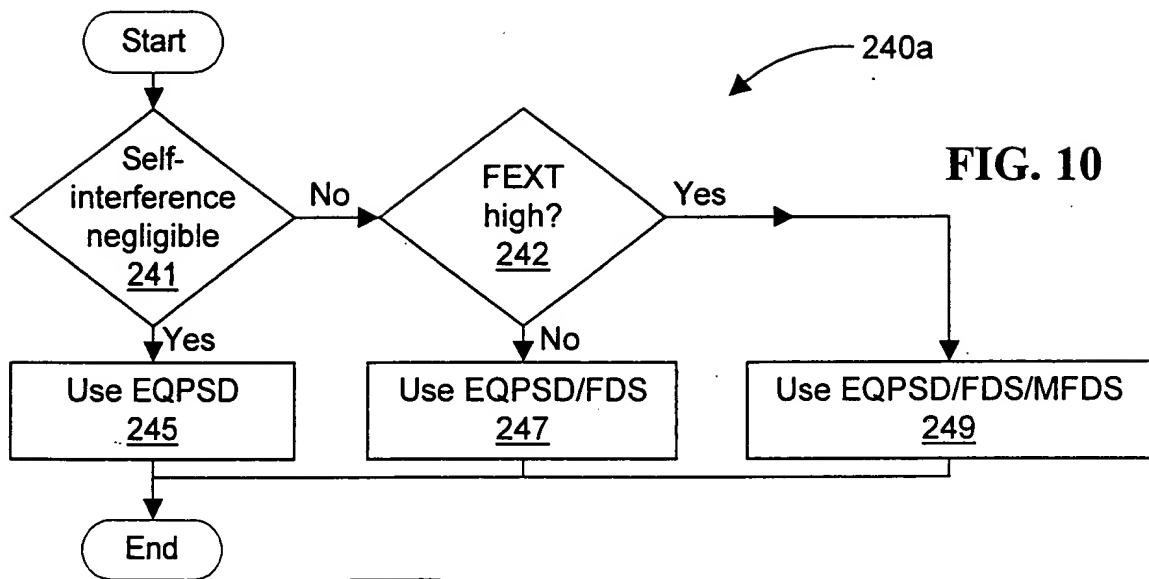 Start
240a
FIG. 10
Self-
interference
negligible
241
No
FEXT
high?
242
Yes
Yes
No
Use EQPSD
245
Use EQPSD/FDS
247
Use EQPSD/FDS/MFDS
249
End